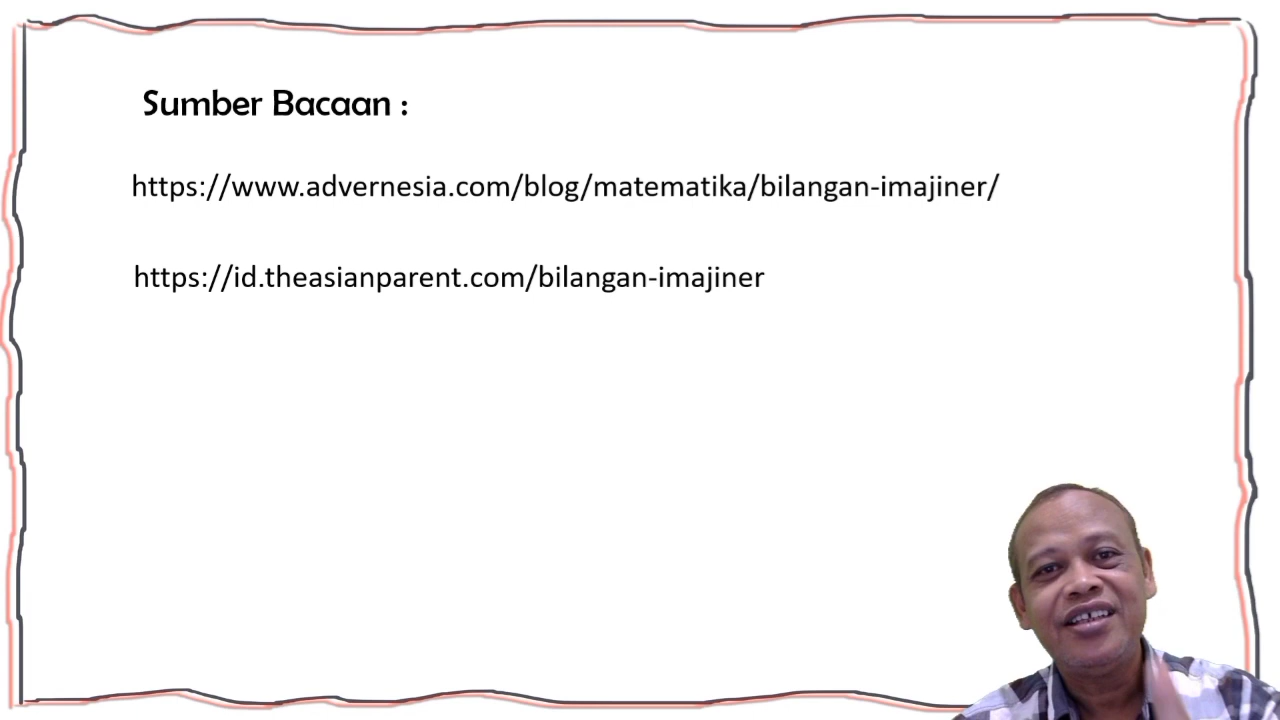 Sumber Bacaan :
https://www.advernesia.com/blog/matematika/bilangan-imajiner/
https://id.theasianparent.com/bilangan-imajiner